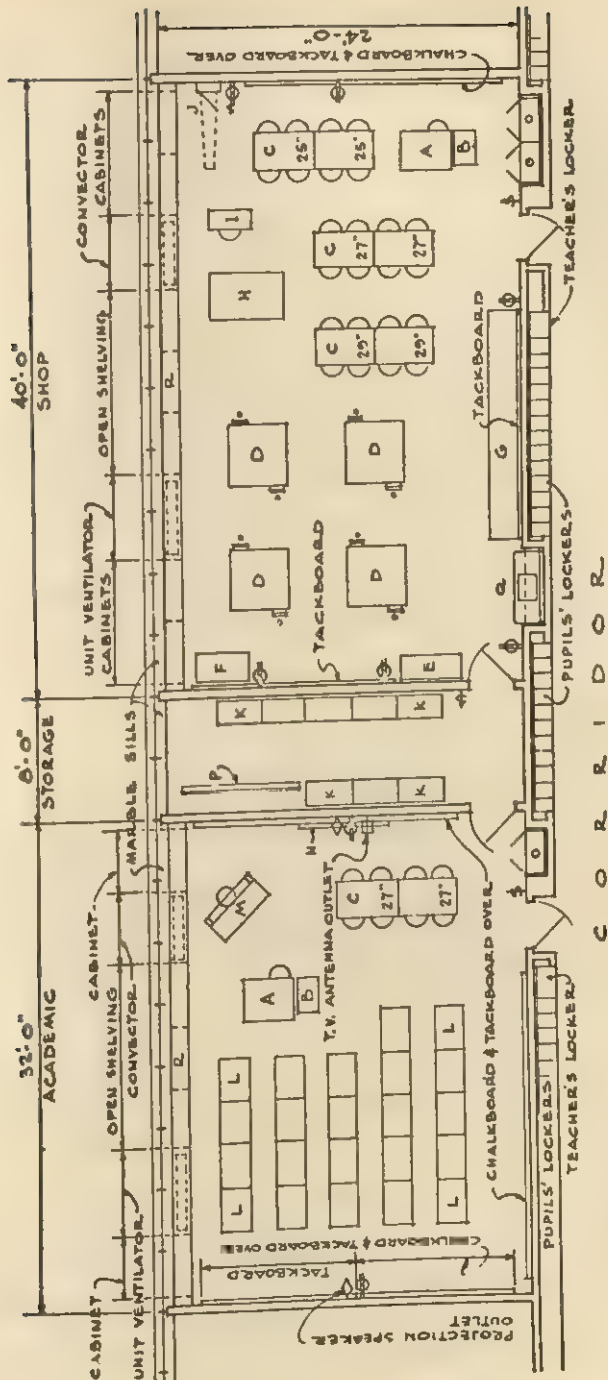 32'-0"
ACADEMIC
8'-0"
STORAGE
40'-0"
SHOP
24'-0"
CABINET
UNIT VENTILATOR
OPEN SHELVING
CONVECTOR
CABINET
MARBLE SILLS
UNIT VENTILATOR
CABINETS
OPEN SHELVING
CONVECTOR
CABINETS
CHALKBOARD & TACKBOARD OVER
R
R
L
L
L
L
A
B
M
N
C
27"
27"
T.V. ANTENNA OUTLET
P
K
K
K
K
F
E
TACKBOARD
D
D
D
D
H
I
J
C
29"
29"
C
27"
27"
C
25"
25"
A
B
G
Q
TACKBOARD
TACKBOARD
CHALKBOARD & TACKBOARD OVER
PROJECTION SPEAKER
OUTLET
CHALKBOARD & TACKBOARD OVER
PUPILS' LOCKERS
TEACHER'S LOCKER
PUPILS' LOCKERS
TEACHER'S LOCKER
CORRIDOR